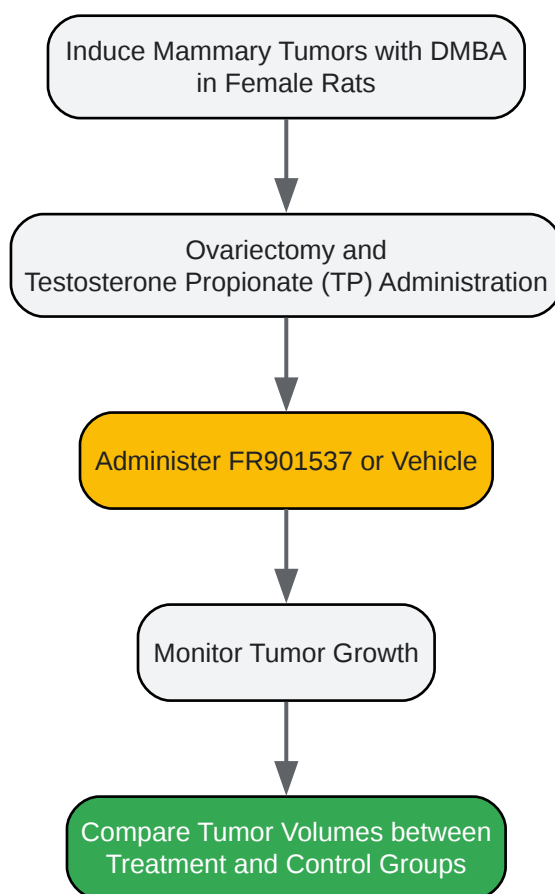 Induce Mammary Tumors with DMBA
in Female Rats
Ovariectomy and
Testosterone Propionate (TP) Administration
Administer FR901537 or Vehicle
Monitor Tumor Growth
Compare Tumor Volumes between
Treatment and Control Groups